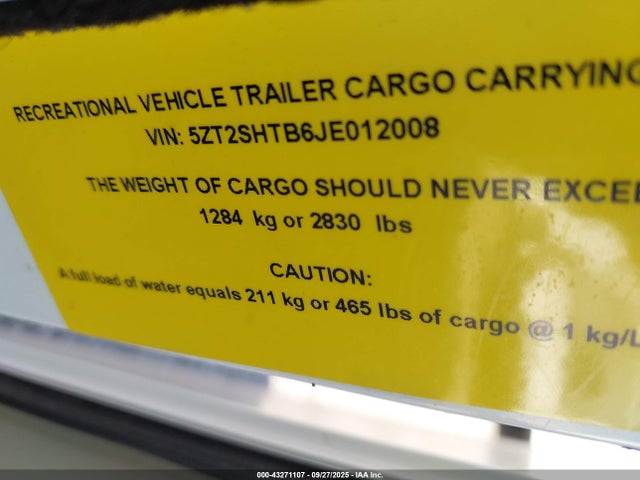 RECREATIONAL VEHICLE TRAILER CARGO CARRYING
VIN: 5ZT2SHTB6JE012008
THE WEIGHT OF CARGO SHOULD NEVER EXCEE
1284 kg or 2830 lbs
CAUTION:
A full load of water equals 211 kg or 465 lbs of cargo @ 1 kg/L
000-43271107 - 09/27/2025 - IAA Inc.